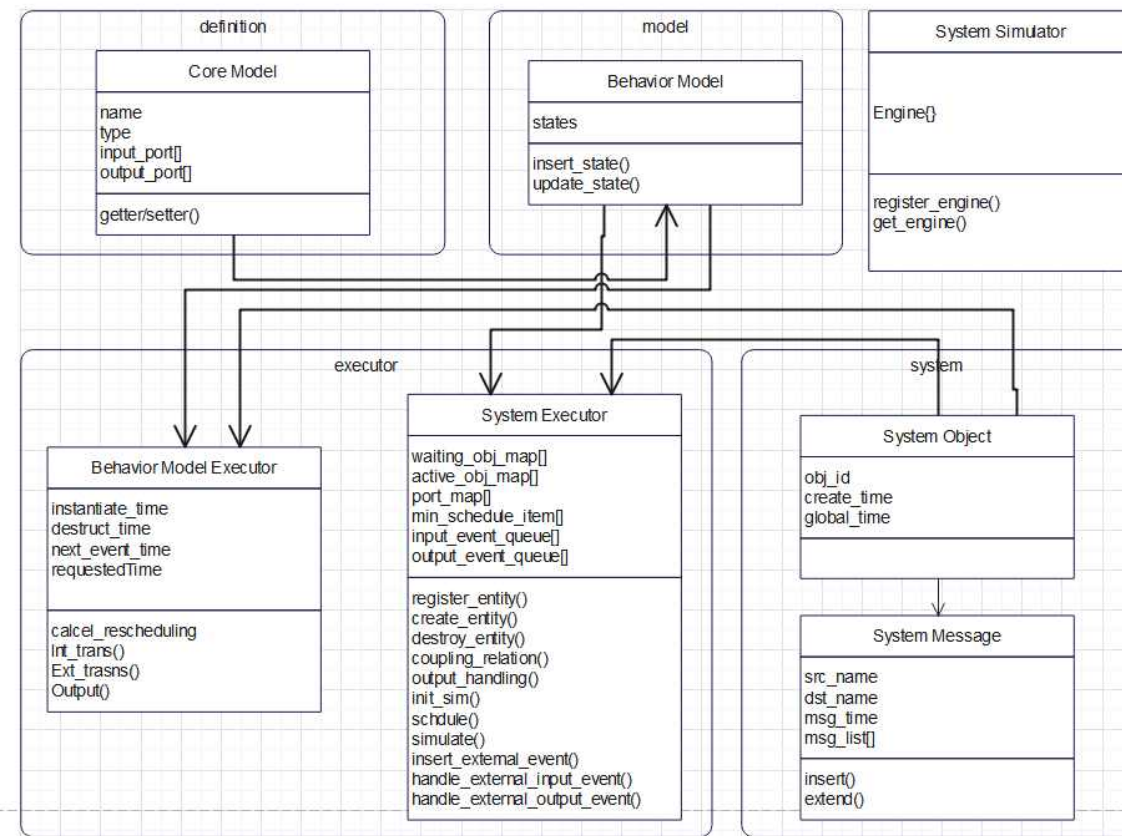 definition
Core Model
name
type
input_port[]
output_port[]
getter/setter()
model
Behavior Model
states
insert_state()
update_state()
System Simulator
Engine{}
register_engine()
get_engine()
executor
Behavior Model Executor
instantiate_time
destruct_time
next_event_time
requestedTime
calcel_rescheduling
Int_trans()
Ext_trasns()
Output()
System Executor
waiting_obj_map[]
active_obj_map[]
port_map[]
min_schedule_item[]
input_event_queue[]
output_event_queue[]
register_entity()
create_entity()
destroy_entity()
coupling_relation()
output_handling()
init_sim()
schdule()
simulate()
insert_external_event()
handle_external_input_event()
handle_external_output_event()
system
System Object
obj_id
create_time
global_time
System Message
src_name
dst_name
msg_time
msg_list[]
insert()
extend()